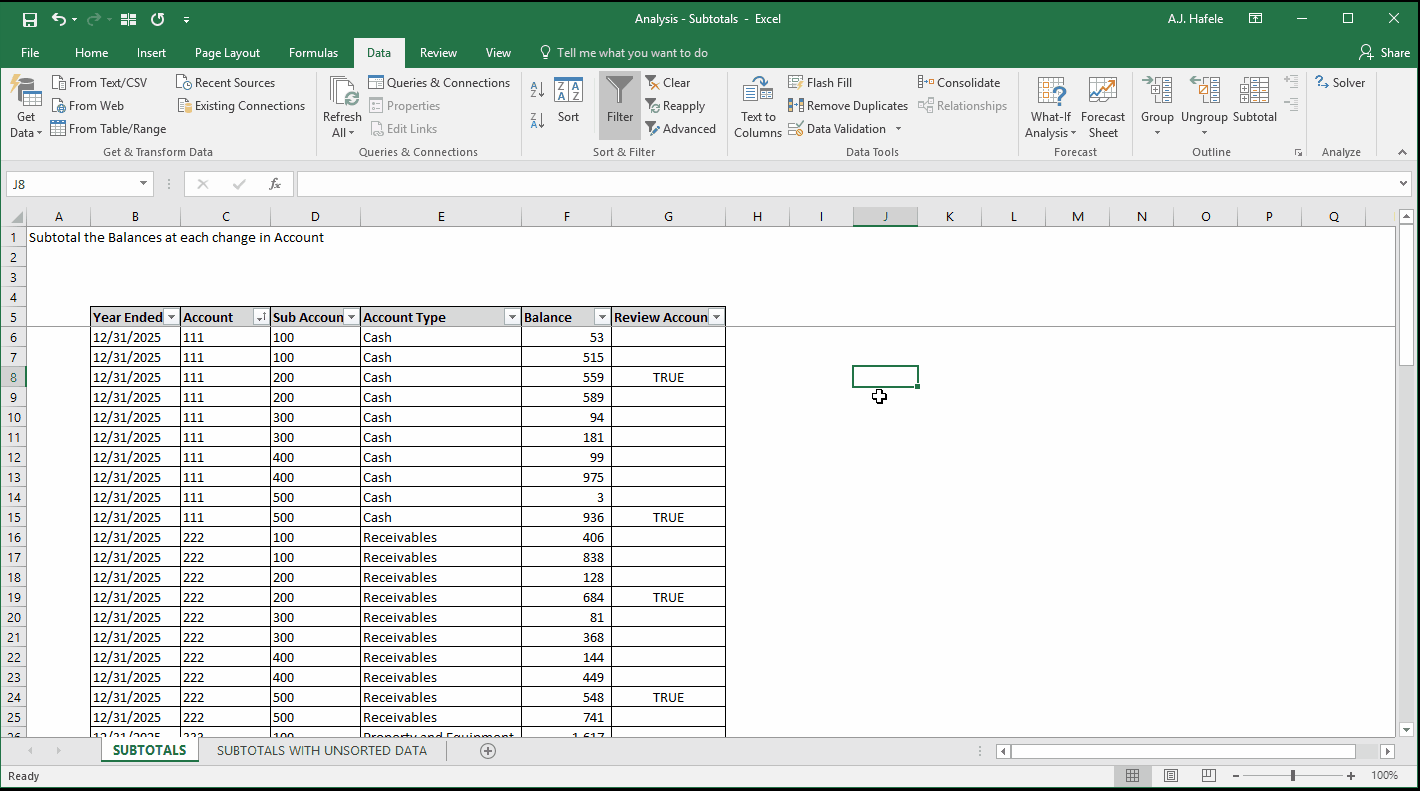 Analysis - Subtotals - Excel
A.J. Hafele
File Home Insert Page Layout Formulas Data Review View Tell me what you want to do Share
Get Data
From Text/CSV
From Web
From Table/Range
Recent Sources
Existing Connections
Get & Transform Data
Refresh All
Queries & Connections
Properties
Edit Links
Queries & Connections
Sort
Filter
Clear
Reapply
Advanced
Sort & Filter
Text to Columns
Flash Fill
Remove Duplicates
Data Validation
Consolidate
Relationships
Data Tools
What-If Analysis
Forecast Sheet
Forecast
Group
Ungroup
Subtotal
Outline
Solver
Analyze
J8
fx
A B C D E F G H I J K L M N O P Q
1 Subtotal the Balances at each change in Account
2
3
4
5 Year Ended Account Sub Accoun Account Type Balance Review Accoun
6 12/31/2025 111 100 Cash 53
7 12/31/2025 111 100 Cash 515
8 12/31/2025 111 200 Cash 559 TRUE
9 12/31/2025 111 200 Cash 589
10 12/31/2025 111 300 Cash 94
11 12/31/2025 111 300 Cash 181
12 12/31/2025 111 400 Cash 99
13 12/31/2025 111 400 Cash 975
14 12/31/2025 111 500 Cash 3
15 12/31/2025 111 500 Cash 936 TRUE
16 12/31/2025 222 100 Receivables 406
17 12/31/2025 222 100 Receivables 838
18 12/31/2025 222 200 Receivables 128
19 12/31/2025 222 200 Receivables 684 TRUE
20 12/31/2025 222 300 Receivables 81
21 12/31/2025 222 300 Receivables 368
22 12/31/2025 222 400 Receivables 144
23 12/31/2025 222 400 Receivables 449
24 12/31/2025 222 500 Receivables 548 TRUE
25 12/31/2025 222 500 Receivables 741
26 12/31/2025 333 100 Property and Equipment 1,617
SUBTOTALS SUBTOTALS WITH UNSORTED DATA
Ready
100%